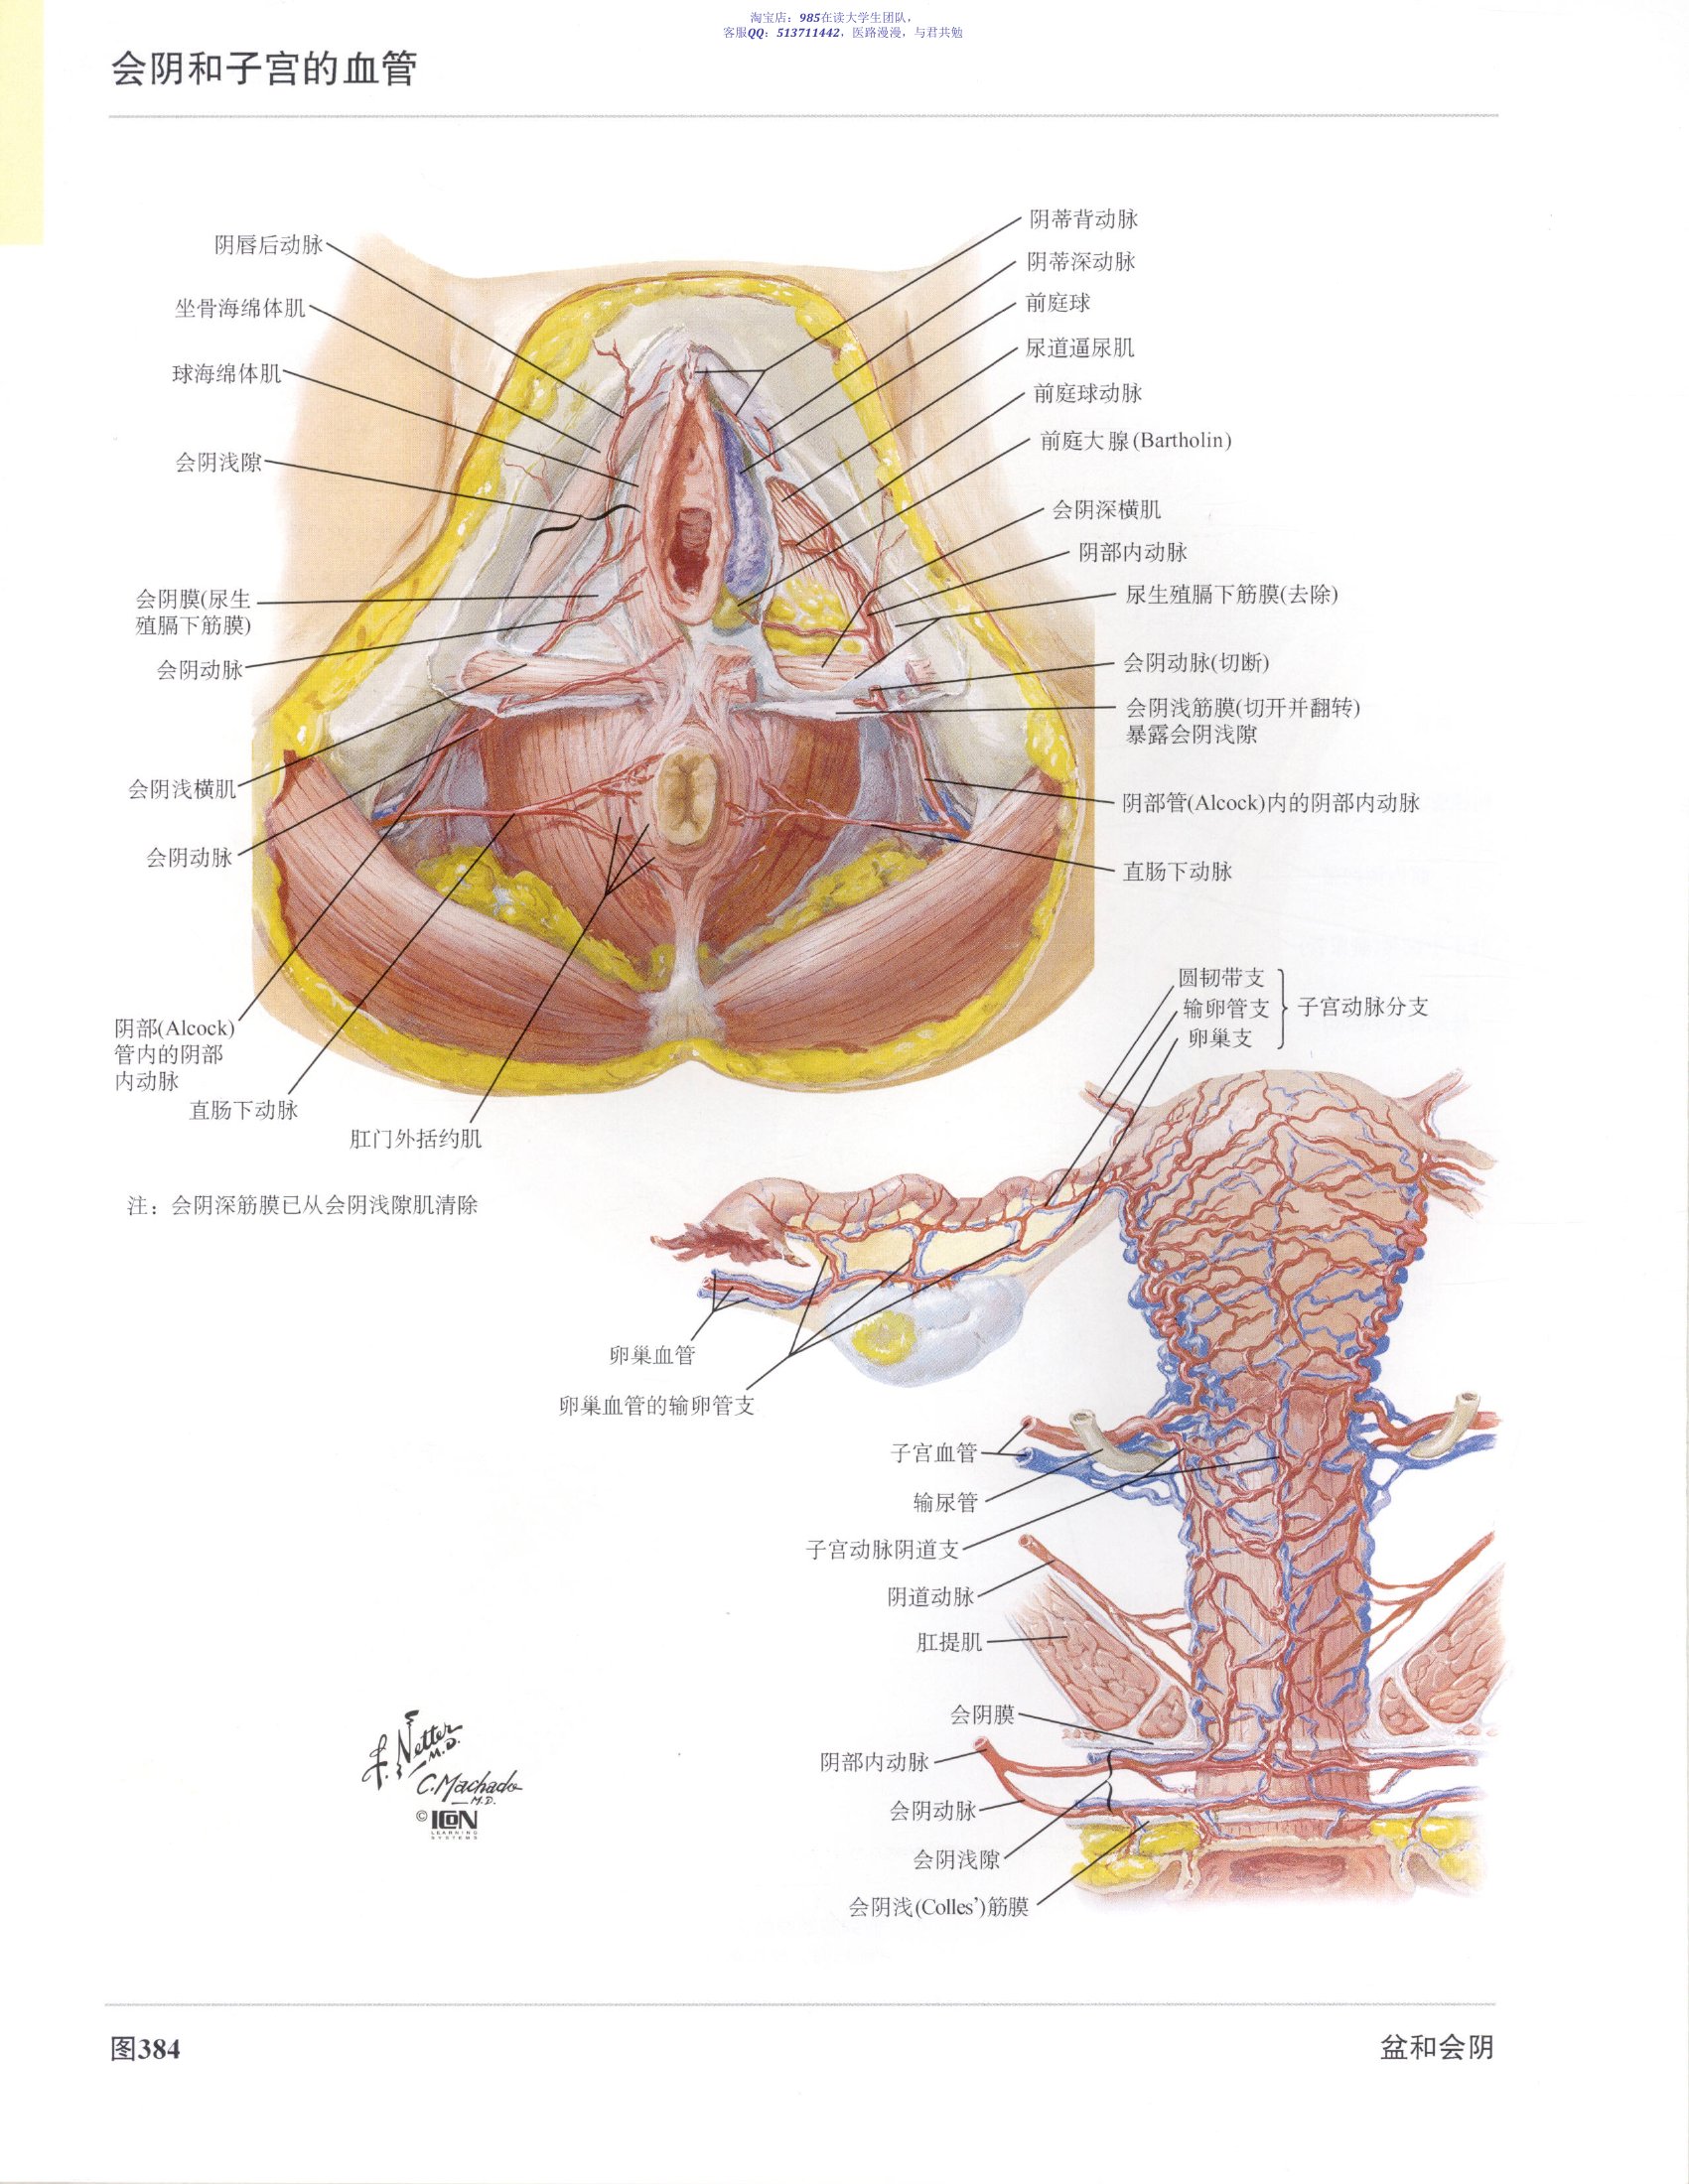 淘宝店：985在读大学生团队，
客服QQ：513711442，医路漫漫，与君共勉
会阴和子宫的血管
阴唇后动脉
坐骨海绵体肌
球海绵体肌
会阴浅隙
会阴膜(尿生
殖膈下筋膜)
会阴动脉
会阴浅横肌
会阴动脉
阴部(Alcock)
管内的阴部
内动脉
直肠下动脉
肛门外括约肌
注：会阴深筋膜已从会阴浅隙肌清除
阴蒂背动脉
阴蒂深动脉
前庭球
尿道逼尿肌
前庭球动脉
前庭大腺(Bartholin)
会阴深横肌
阴部内动脉
尿生殖膈下筋膜(去除)
会阴动脉(切断)
会阴浅筋膜(切开并翻转)
暴露会阴浅隙
阴部管(Alcock)内的阴部内动脉
直肠下动脉
圆韧带支
输卵管支
卵巢支
子宫动脉分支
卵巢血管
卵巢血管的输卵管支
子宫血管
输尿管
子宫动脉阴道支
阴道动脉
肛提肌
会阴膜
阴部内动脉
会阴动脉
会阴浅隙
会阴浅(Colles’)筋膜
F. Netter
M.D.
C. Machado
M.D.
© ICON
LEARNING
SYSTEMS
图384
盆和会阴